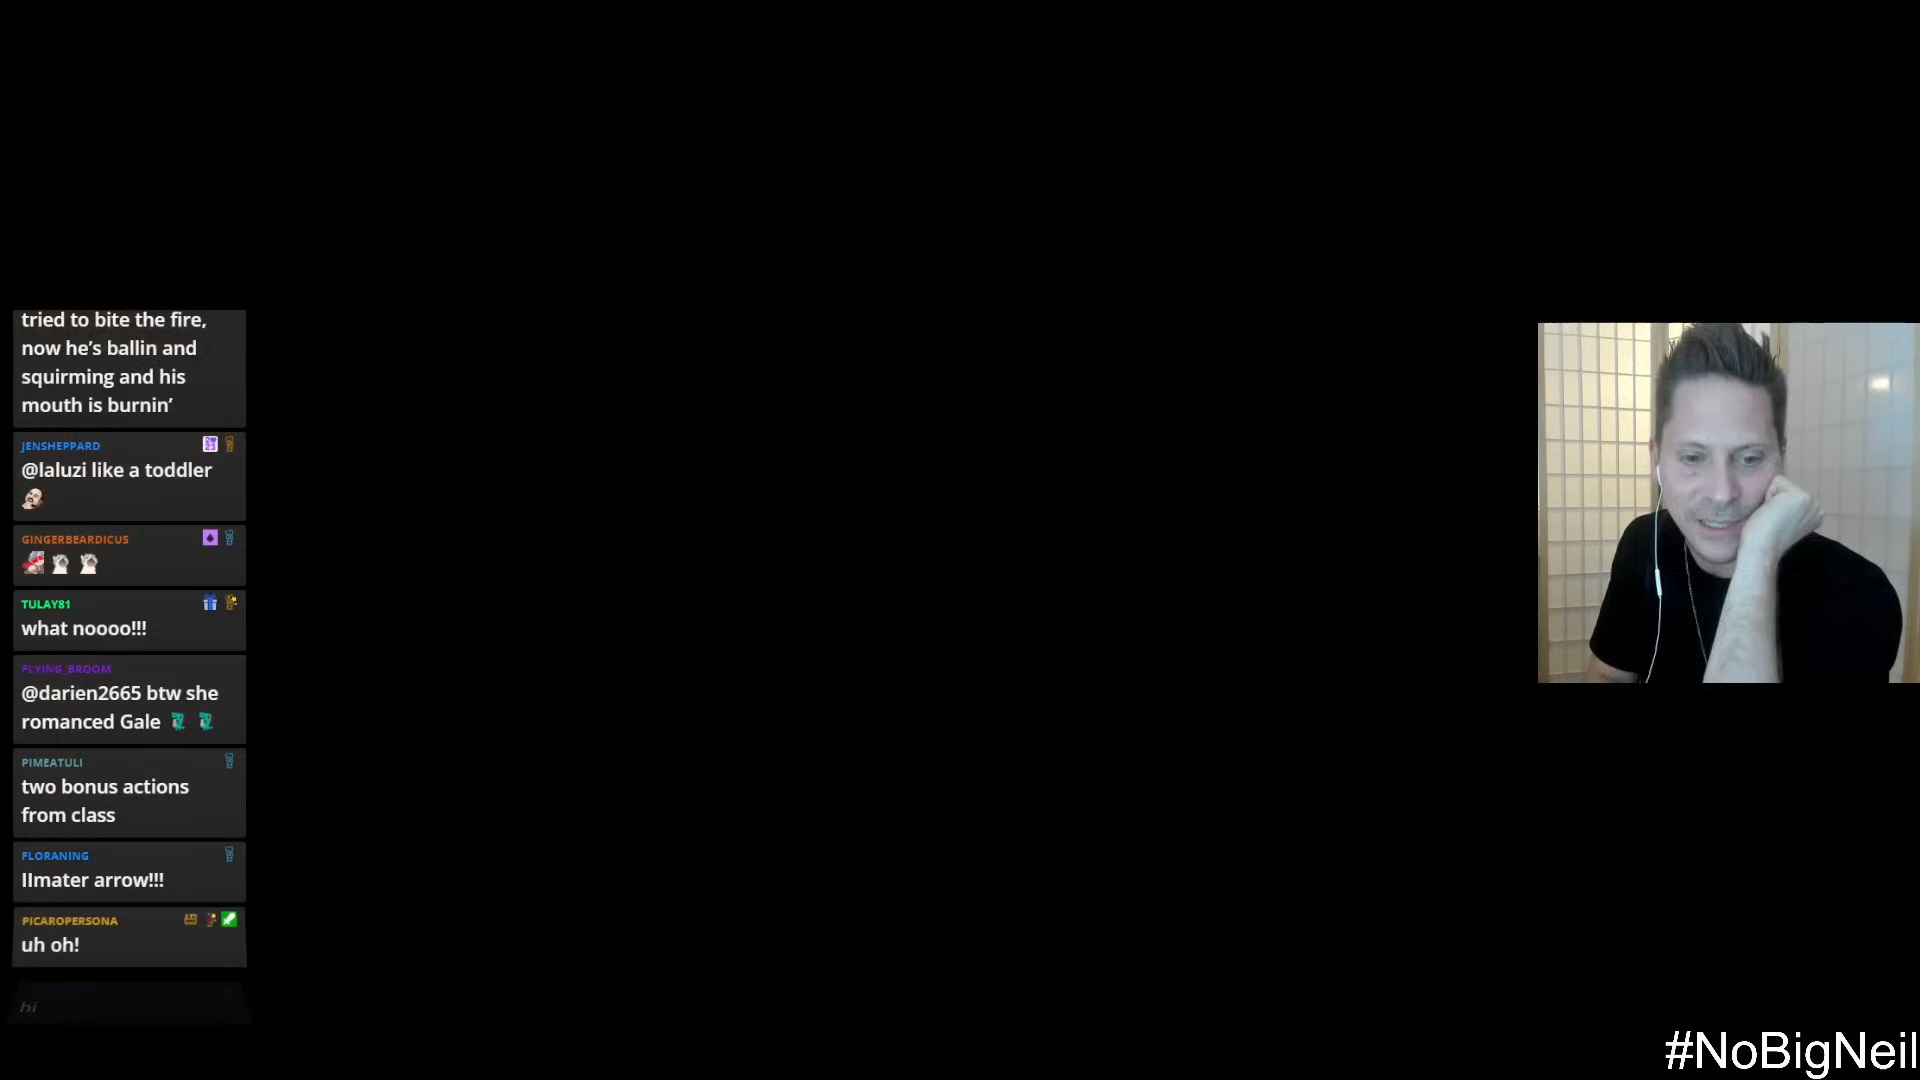 tried to bite the fire,
now he’s ballin and
squirming and his
mouth is burnin’
JENSHEPPARD
@laluzi like a toddler
GINGERBEARDICUS
TULAY81
what noooo!!!
FLYING_BROOM
@darien2665 btw she
romanced Gale
PIMEATULI
two bonus actions
from class
FLORANING
IImater arrow!!!
PICAROPERSONA
uh oh!
hi
#NoBigNeil